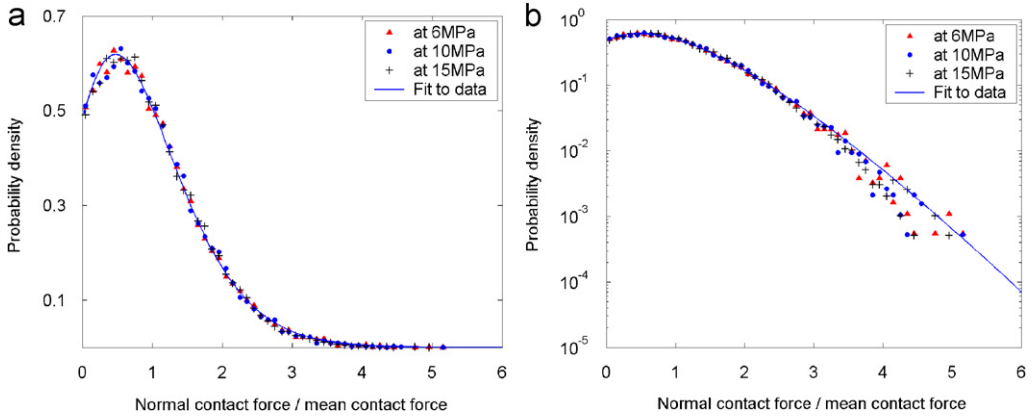 a
0.7
0.5
0.3
0.1
0
1
2
3
4
5
6
Probability density
Normal contact force / mean contact force
at 6MPa
at 10MPa
at 15MPa
Fit to data
b
10^0
10^-1
10^-2
10^-3
10^-4
10^-5
0
1
2
3
4
5
6
Probability density
Normal contact force / mean contact force
at 6MPa
at 10MPa
at 15MPa
Fit to data